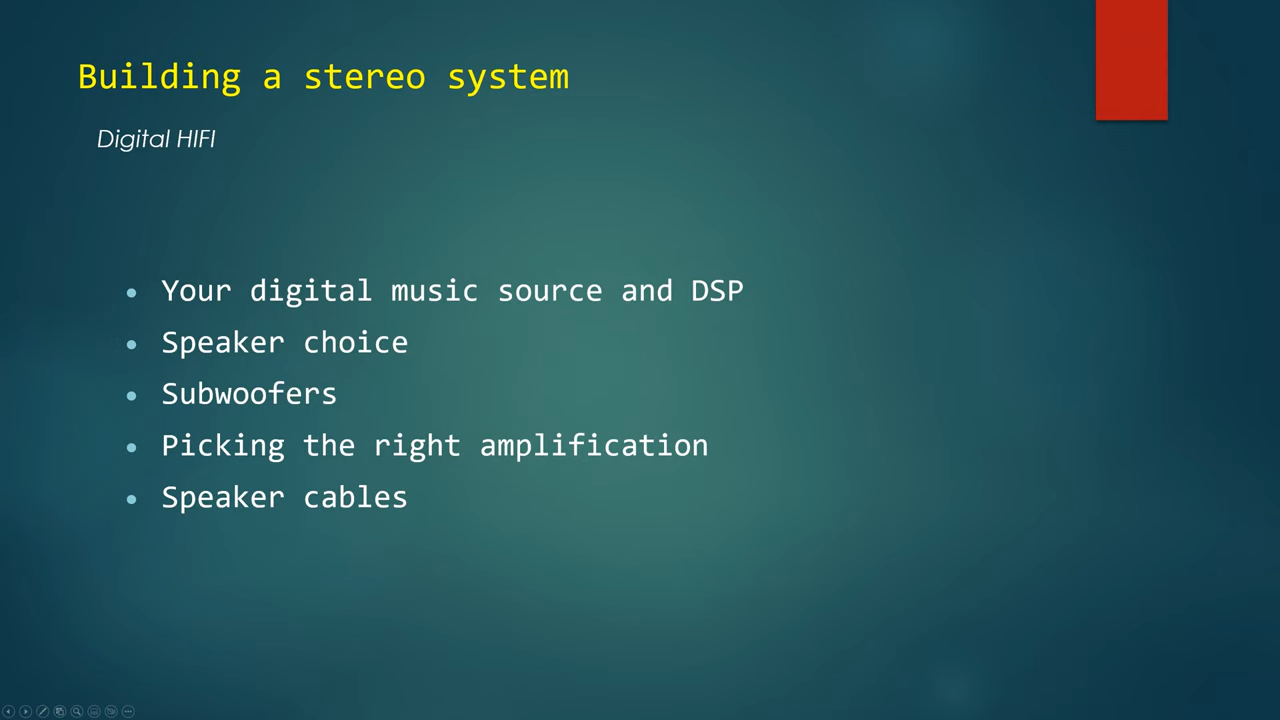 Building a stereo system
Digital HIFI
Your digital music source and DSP
Speaker choice
Subwoofers
Picking the right amplification
Speaker cables